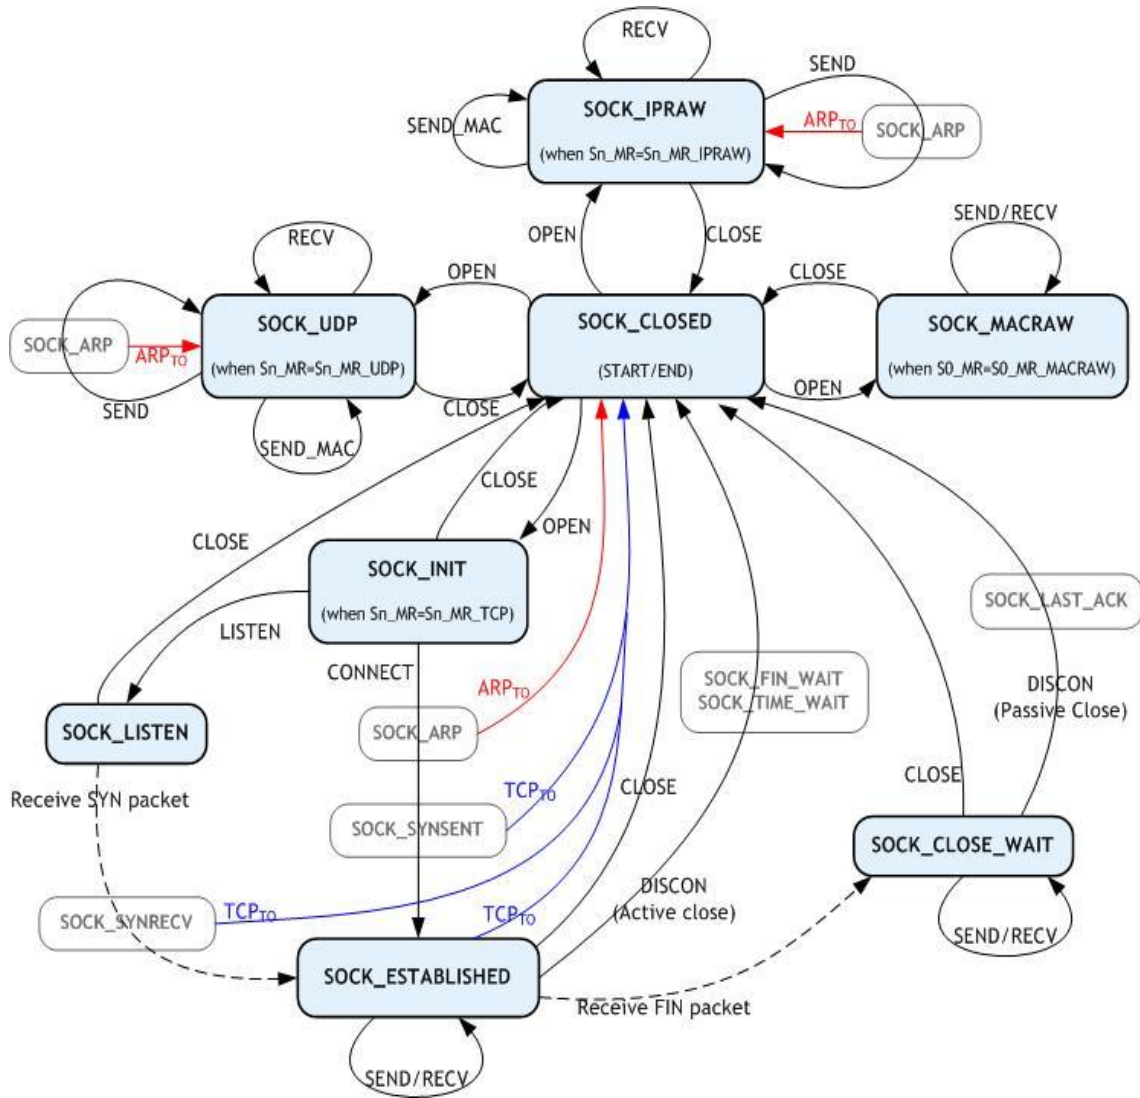 RECV
SEND
SOCK_IPRAW
SEND_MAC
ARPTO
SOCK_ARP
(when Sn_MR=Sn_MR_IPRAW)
SEND/RECV
OPEN
CLOSE
RECV
OPEN
CLOSE
SOCK_UDP
SOCK_CLOSED
SOCK_MACRAW
SOCK_ARP
ARPTO
(when Sn_MR=Sn_MR_UDP)
(START/END)
(when S0_MR=S0_MR_MACRAW)
OPEN
SEND
CLOSE
SEND_MAC
CLOSE
OPEN
CLOSE
SOCK_INIT
SOCK_LAST_ACK
(when Sn_MR=Sn_MR_TCP)
LISTEN
CONNECT
SOCK_FIN_WAIT
SOCK_TIME_WAIT
ARPTO
DISCON
(Passive Close)
SOCK_LISTEN
SOCK_ARP
CLOSE
Receive SYN packet
TCPTO
CLOSE
SOCK_SYNSENT
SOCK_CLOSE_WAIT
DISCON
(Active close)
SOCK_SYNRECV
TCPTO
TCPTO
SEND/RECV
SOCK_ESTABLISHED
Receive FIN packet
SEND/RECV